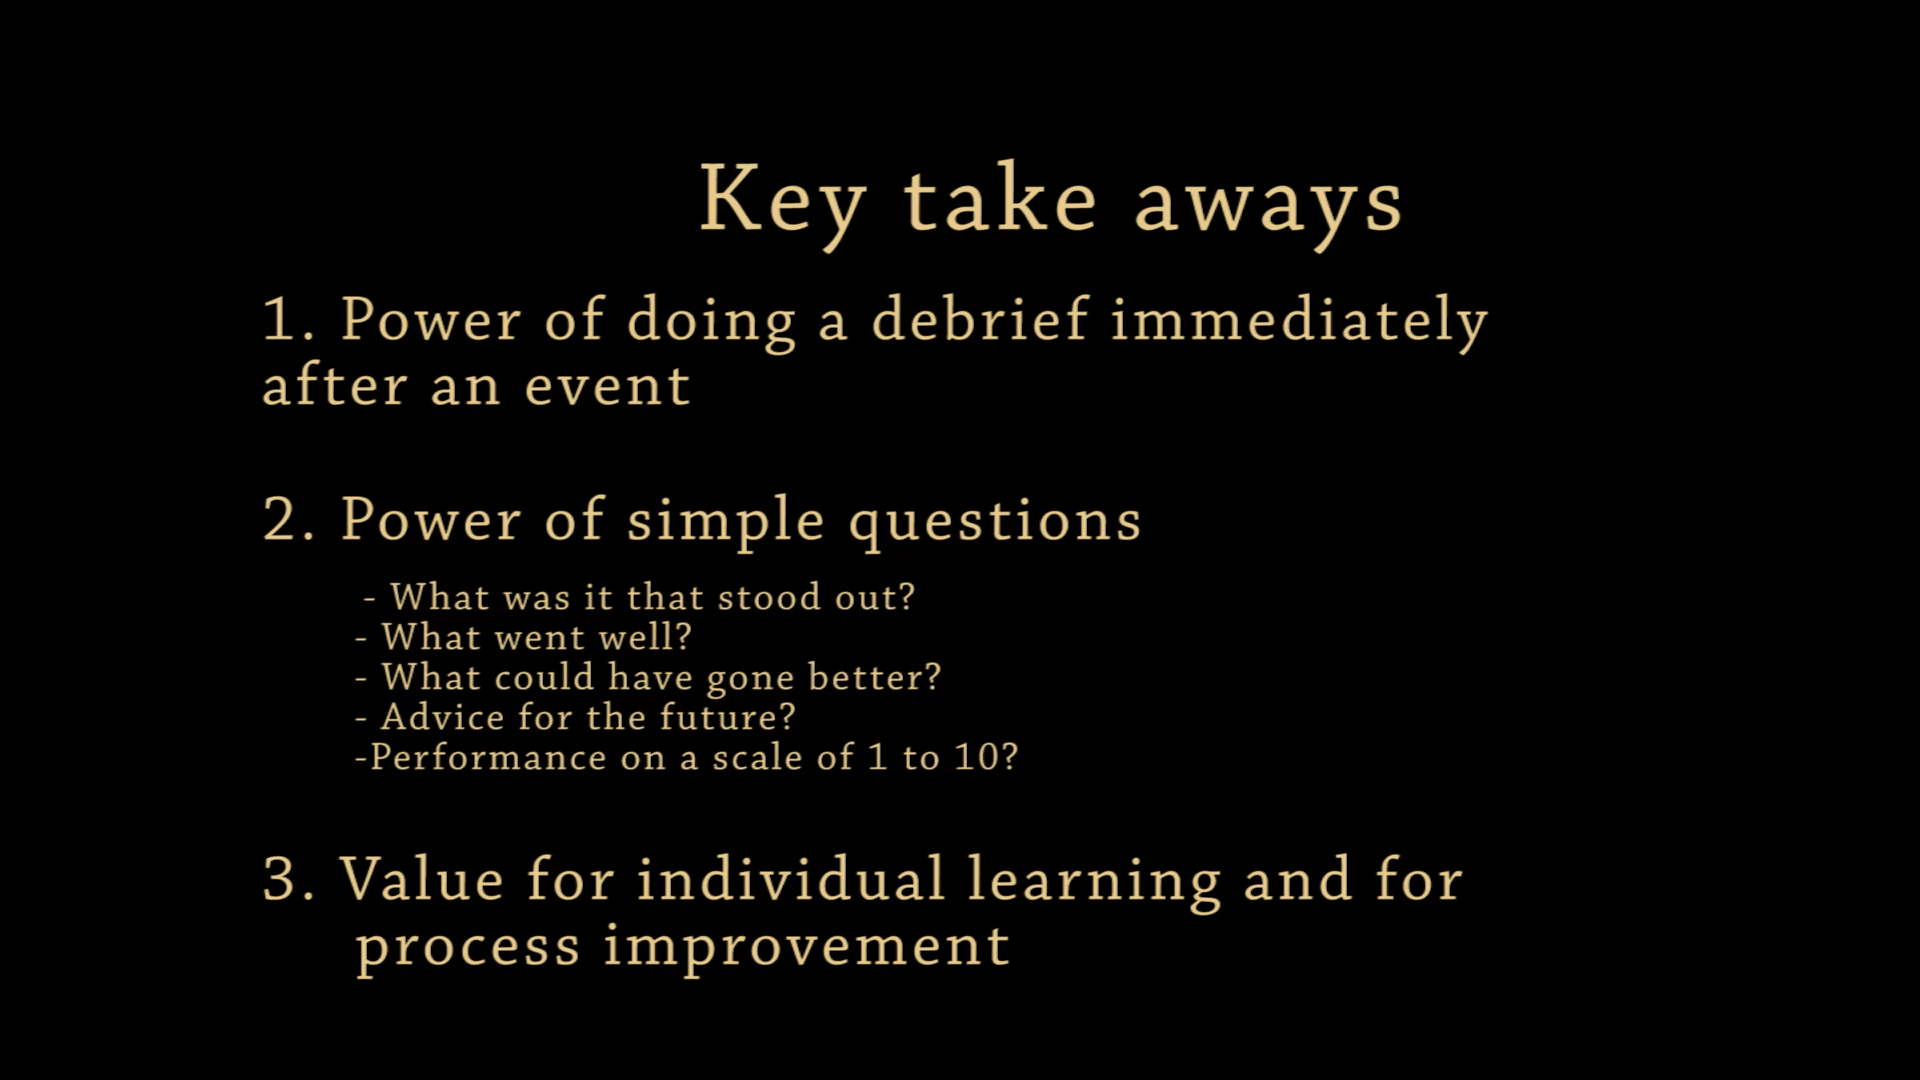 Key take aways
1. Power of doing a debrief immediately
after an event
2. Power of simple questions
- What was it that stood out?
- What went well?
- What could have gone better?
- Advice for the future?
-Performance on a scale of 1 to 10?
3. Value for individual learning and for
process improvement